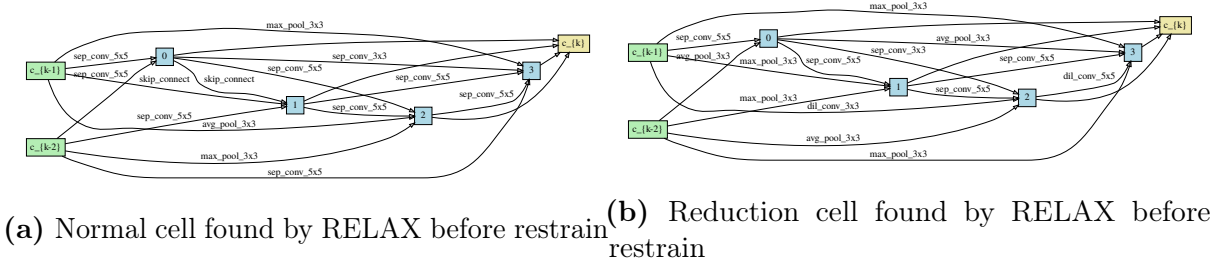 max_pool_3x3
c_{k}
sep_conv_5x5
0
sep_conv_3x3
c_{k-1}
sep_conv_5x5
skip_connect
skip_connect
sep_conv_5x5
sep_conv_5x5
3
1
sep_conv_5x5
sep_conv_5x5
2
sep_conv_5x5
avg_pool_3x3
c_{k-2}
max_pool_3x3
sep_conv_5x5
(a) Normal cell found by RELAX before restrain
max_pool_3x3
c_{k}
sep_conv_5x5
0
avg_pool_3x3
3
c_{k-1}
avg_pool_3x3
max_pool_3x3
sep_conv_5x5
sep_conv_3x3
sep_conv_5x5
dil_conv_5x5
1
max_pool_3x3
sep_conv_5x5
2
dil_conv_3x3
c_{k-2}
avg_pool_3x3
max_pool_3x3
(b) Reduction cell found by RELAX before
restrain